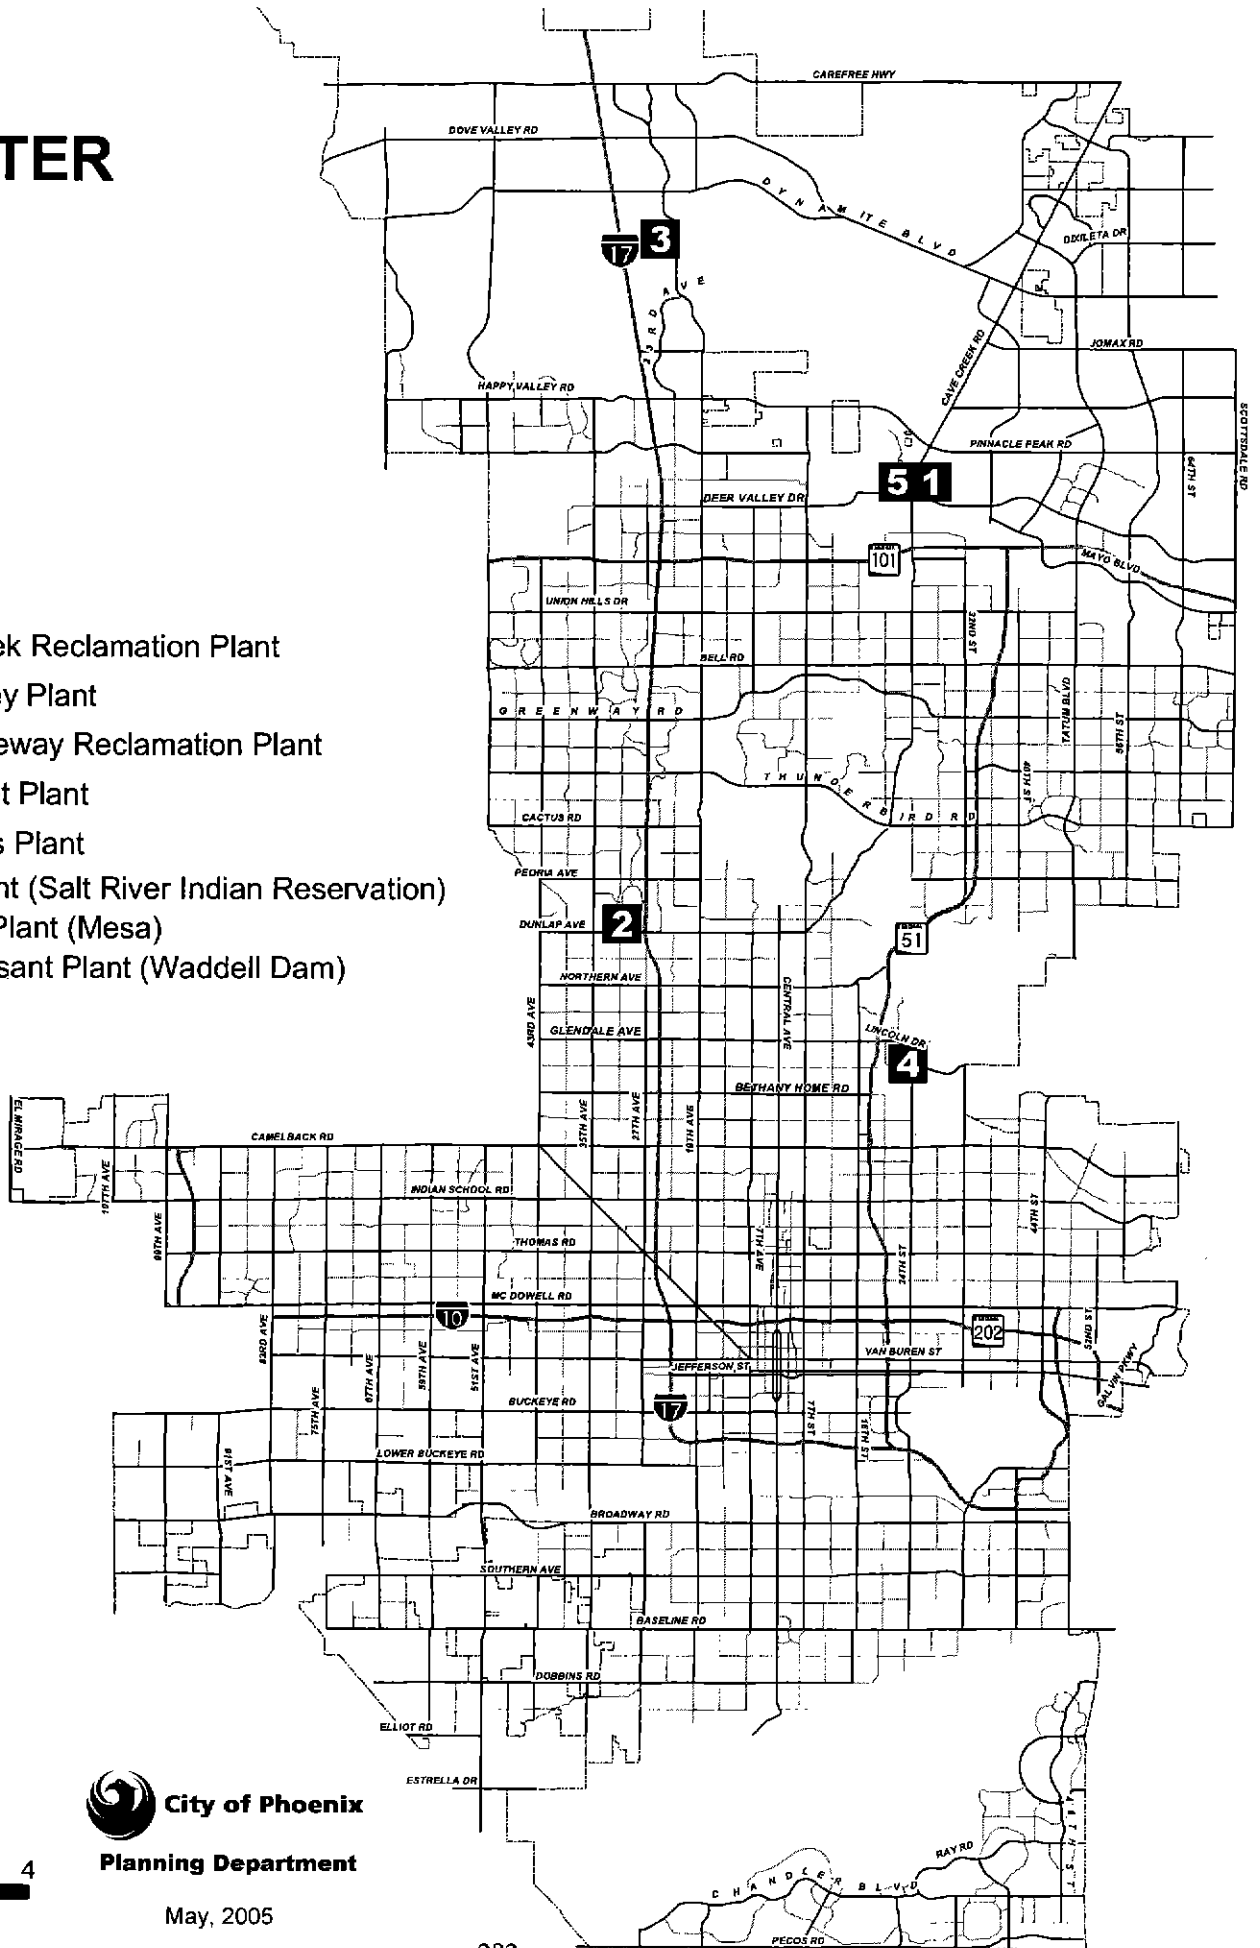 TER
CAREFREE HWY
DOVE VALLEY RD
DYNAMITE BLVD
DIXILETA DR
3
17
23RD AVE
CAVE CREEK RD
JOMAX RD
HAPPY VALLEY RD
SCOTTSDALE RD
PINNACLE PEAK RD
64TH ST
5 1
DEER VALLEY DR
101
MAYO BLVD
UNION HILLS DR
32ND ST
ek Reclamation Plant
BELL RD
ey Plant
GREENWAY RD
TATUM BLVD
56TH ST
eway Reclamation Plant
THUNDERBIRD RD
40TH ST
t Plant
CACTUS RD
s Plant
PEORIA AVE
nt (Salt River Indian Reservation)
DUNLAP AVE
2
51
Plant (Mesa)
NORTHERN AVE
sant Plant (Waddell Dam)
43RD AVE
GLENDALE AVE
CENTRAL AVE
LINCOLN DR
4
BETHANY HOME RD
EL MIRAGE RD
35TH AVE
27TH AVE
19TH AVE
CAMELBACK RD
107TH AVE
INDIAN SCHOOL RD
99TH AVE
THOMAS RD
7TH AVE
24TH ST
44TH ST
MC DOWELL RD
10
202
83RD AVE
52ND ST
VAN BUREN ST
67TH AVE
59TH AVE
51ST AVE
JEFFERSON ST
GALVIN PKWY
75TH AVE
BUCKEYE RD
17
7TH ST
16TH ST
91ST AVE
LOWER BUCKEYE RD
BROADWAY RD
SOUTHERN AVE
BASELINE RD
DOBBINS RD
ELLIOT RD
ESTRELLA DR
City of Phoenix
Planning Department
4
May, 2005
48TH ST
RAY RD
CHANDLER BLVD
PECOS RD